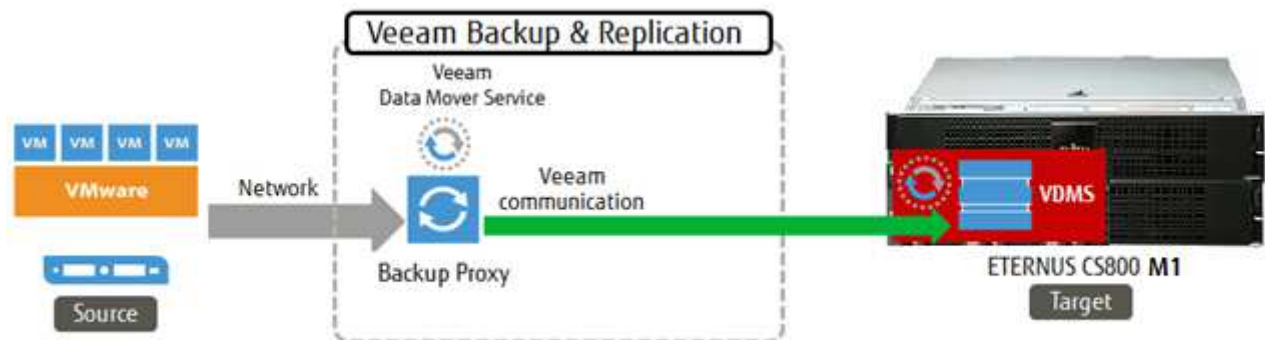 Veeam Backup & Replication
Veeam
Data Mover Service
VM VM VM VM
VMware
Network
Veeam
communication
VDMS
Backup Proxy
ETERNUS CS800 M1
Source
Target